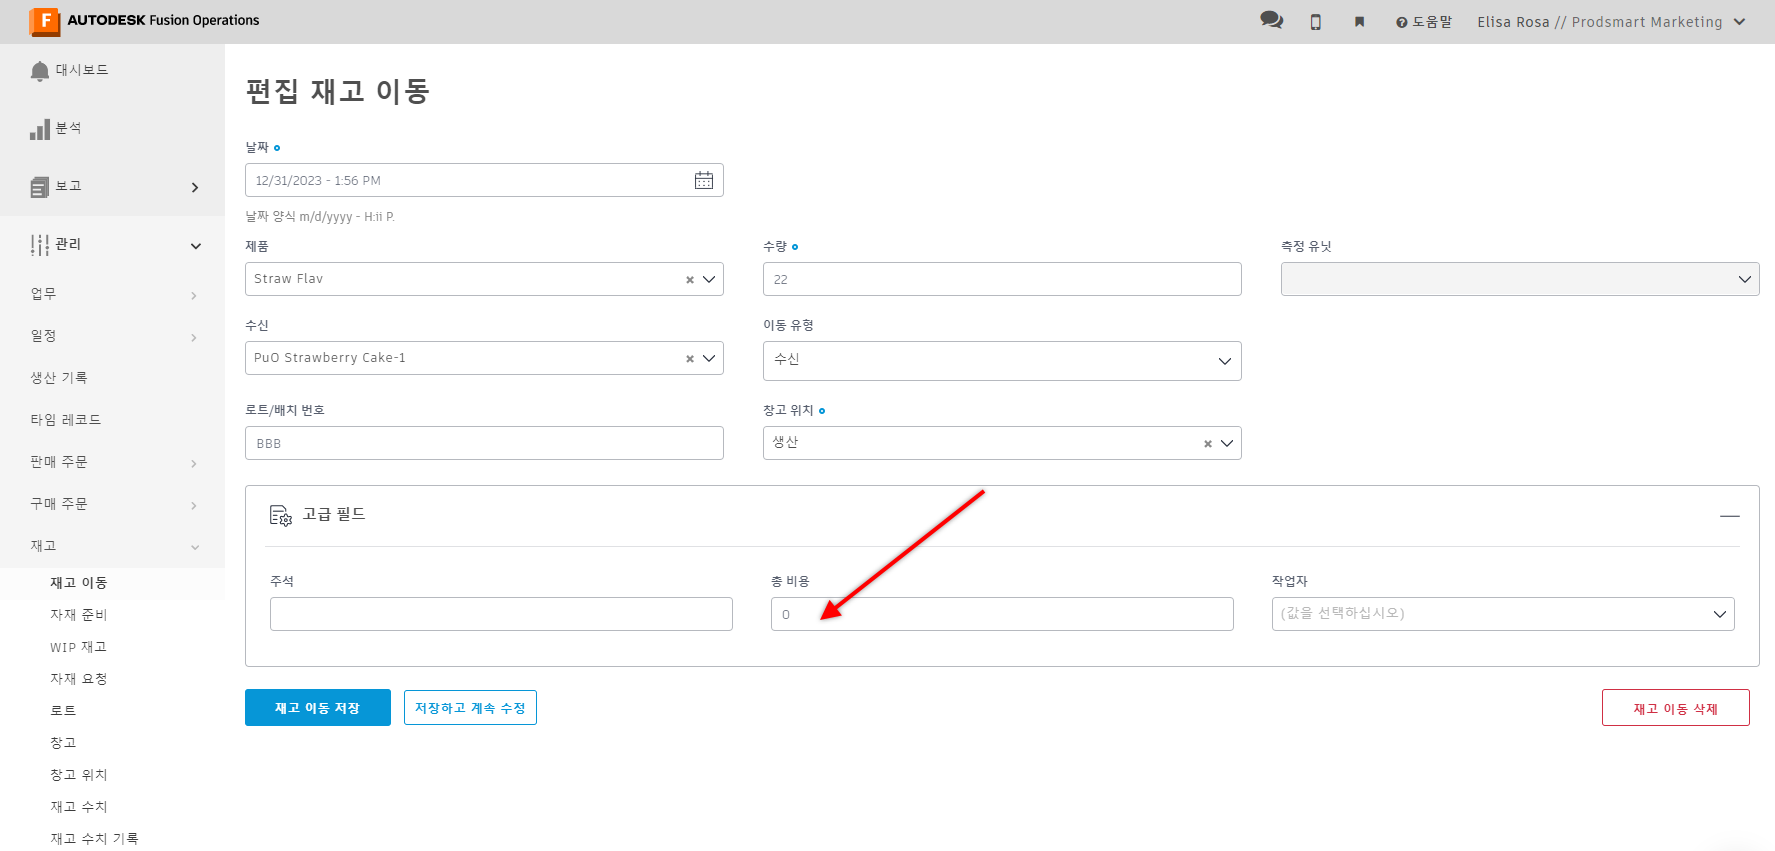 F AUTODESK Fusion Operations
도움말
Elisa Rosa // Prodsmart Marketing
대시보드
분석
보고
관리
업무
일정
생산 기록
타임 레코드
판매 주문
구매 주문
재고
재고 이동
자재 준비
WIP 재고
자재 요청
로트
창고
창고 위치
재고 수치
재고 수치 기록
편집 재고 이동
날짜
12/31/2023 - 1:56 PM
날짜 양식 m/d/yyyy - H:ii P.
제품
수량
측정 유닛
Straw Flav
22
수신
이동 유형
PuO Strawberry Cake-1
수신
로트/배치 번호
창고 위치
BBB
생산
고급 필드
주석
총 비용
작업자
0
(값을 선택하십시오)
재고 이동 저장
저장하고 계속 수정
재고 이동 삭제